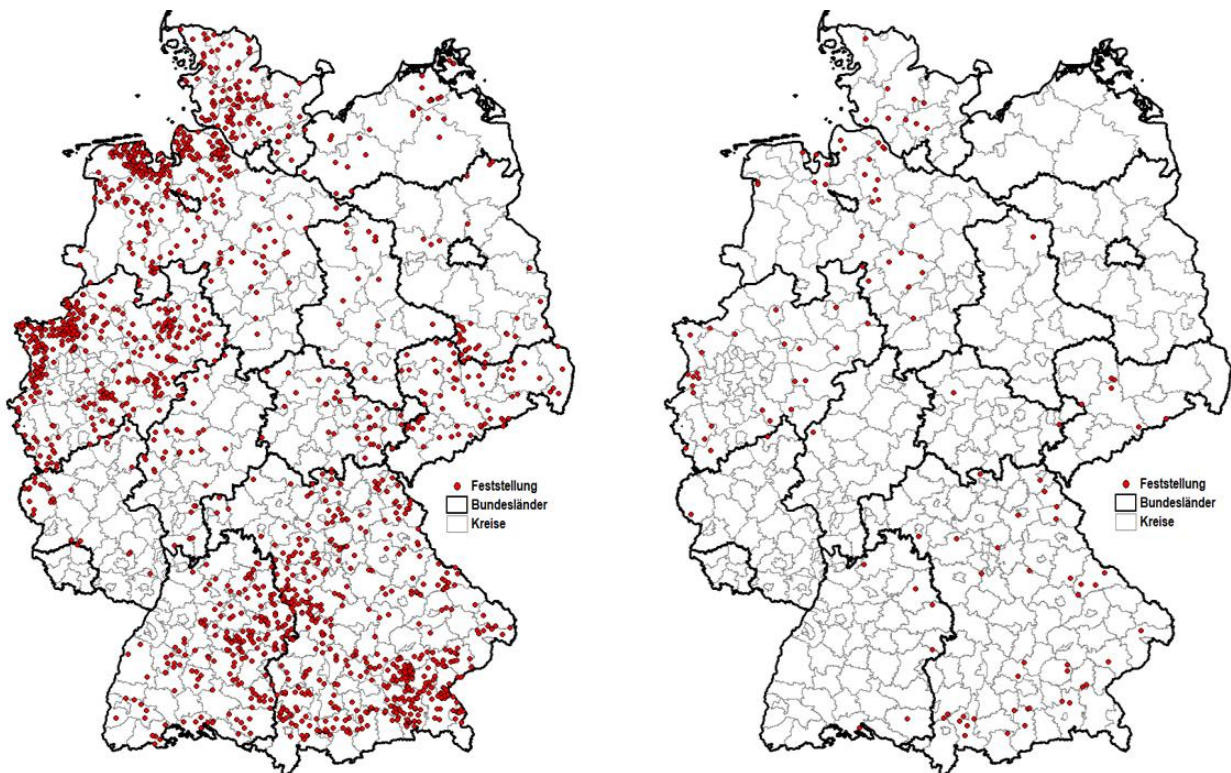 Feststellung
Bundesländer
Kreise
Feststellung
Bundesländer
Kreise